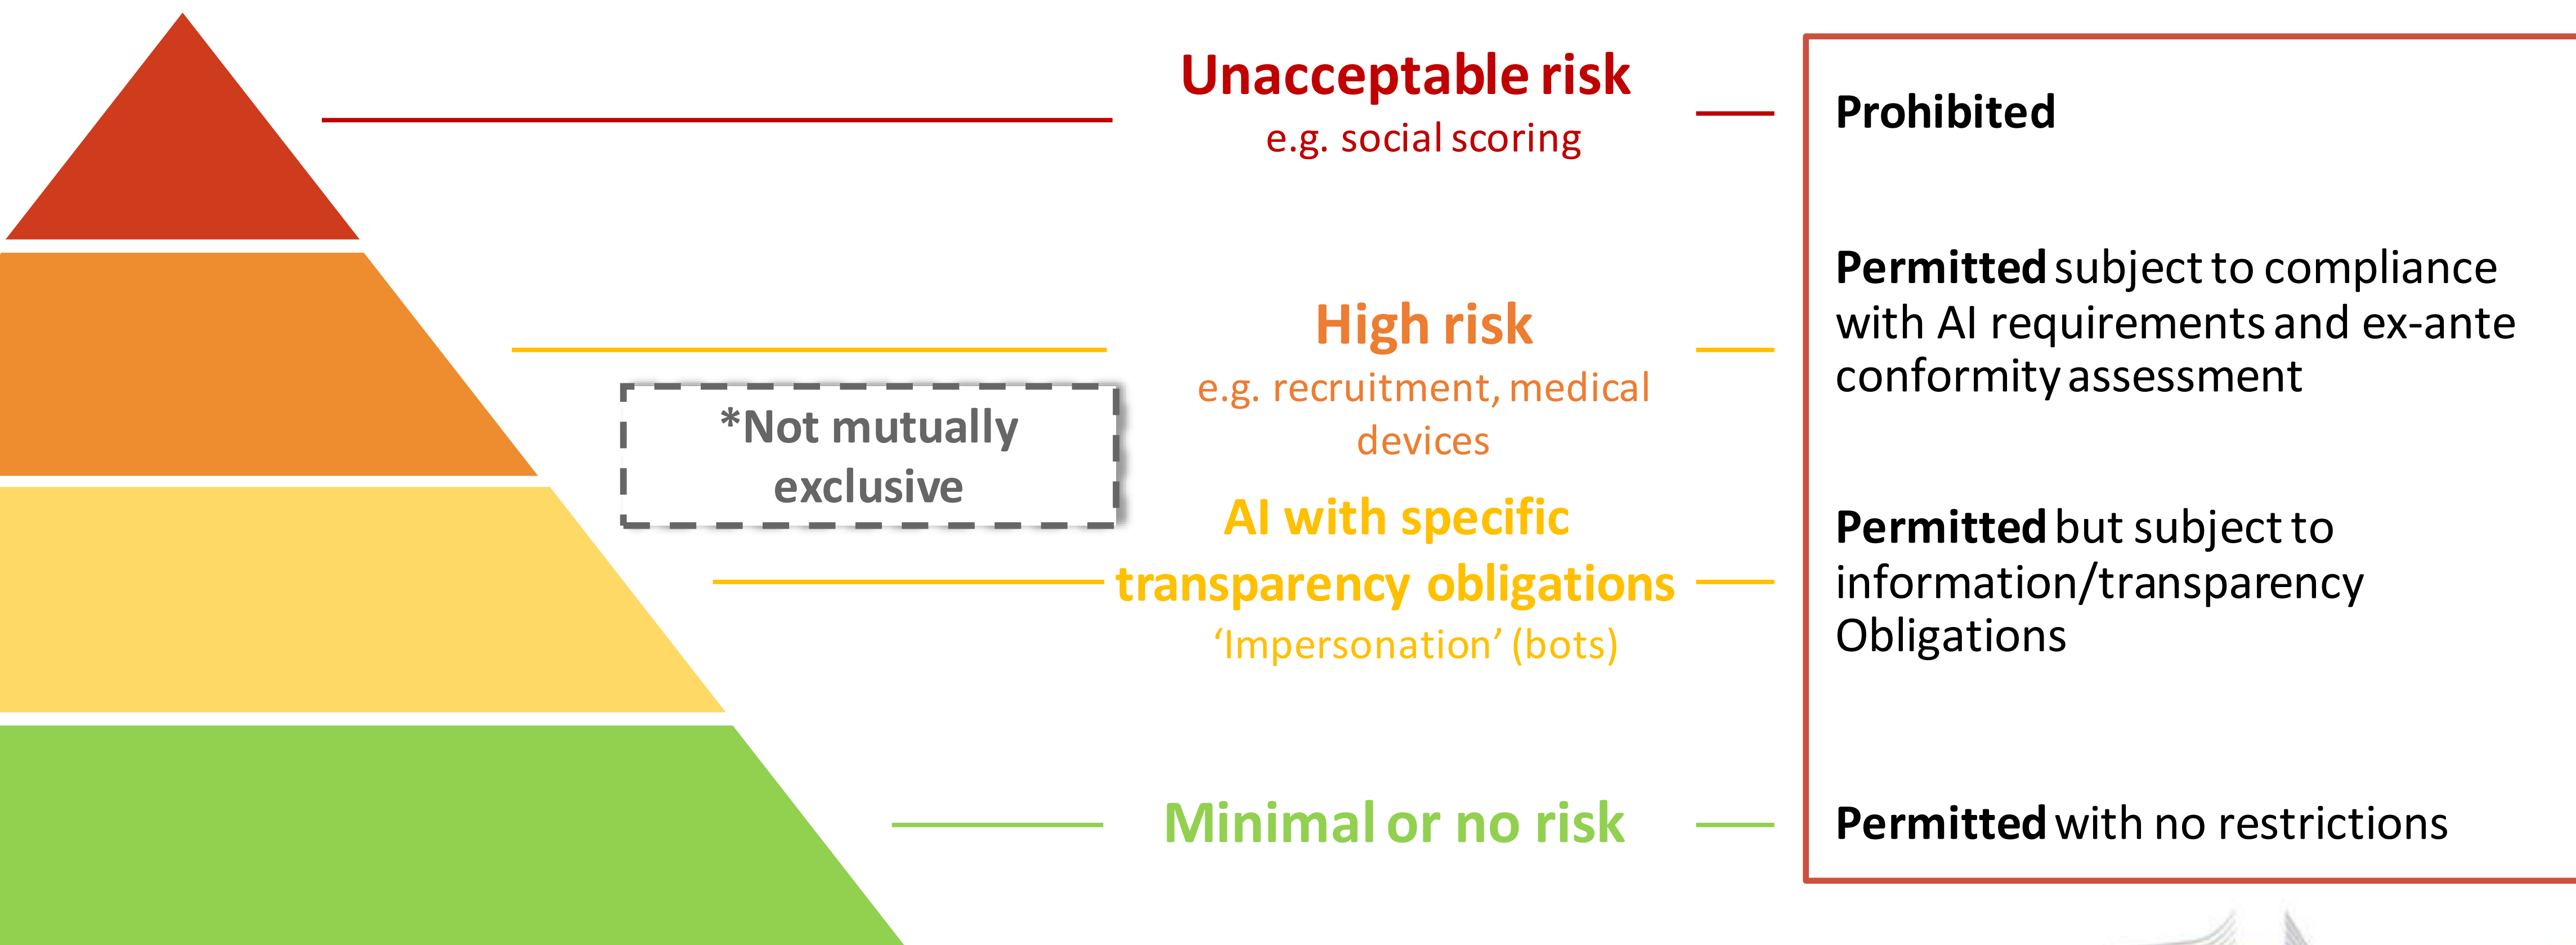 Unacceptable risk
e.g. social scoring
Prohibited
High risk
e.g. recruitment, medical
devices
Permitted subject to compliance
with AI requirements and ex-ante
conformity assessment
*Not mutually
exclusive
AI with specific
transparency obligations
‘Impersonation’ (bots)
Permitted but subject to
information/transparency
Obligations
Minimal or no risk
Permitted with no restrictions